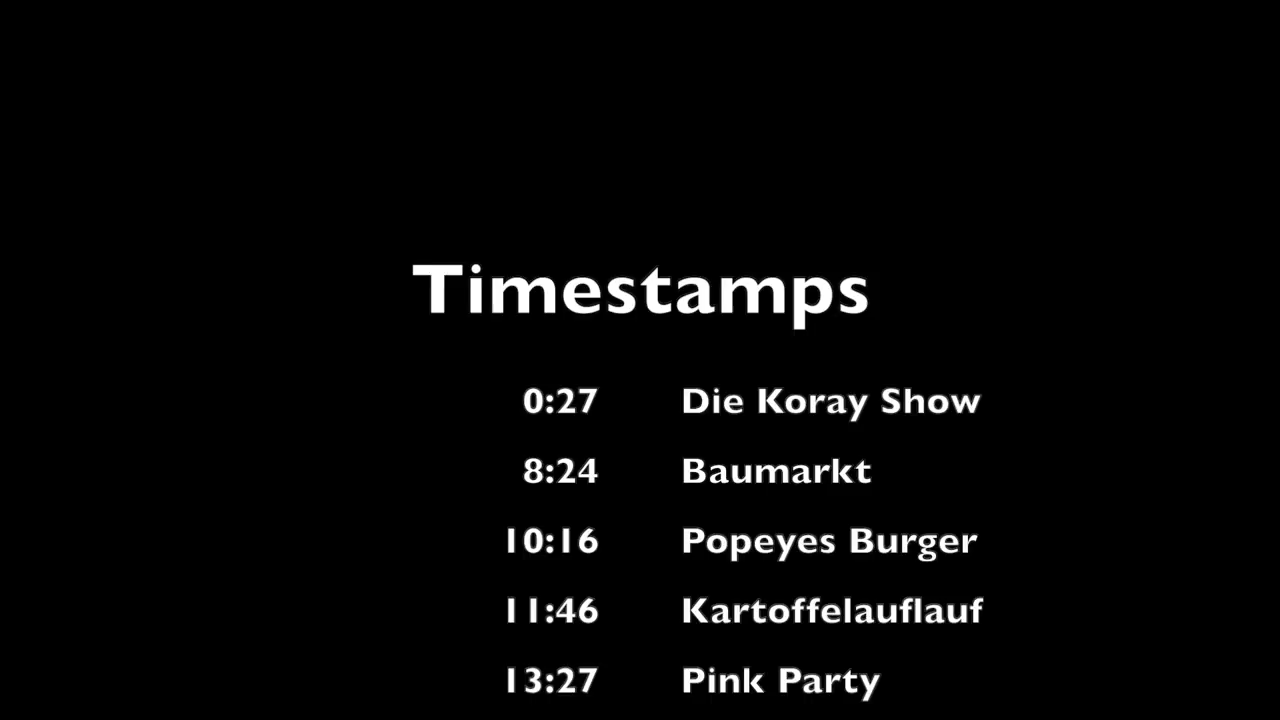 Timestamps
0:27 Die Koray Show
8:24 Baumarkt
10:16 Popeyes Burger
11:46 Kartoffelauflauf
13:27 Pink Party